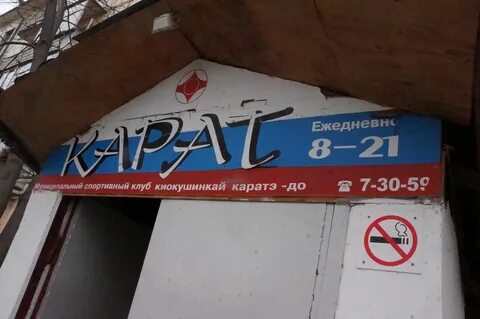 КАРАТ
Ежедневно
8-21
Муниципальный спортивный клуб киокушинкай каратэ -до ☎ 7-30-59